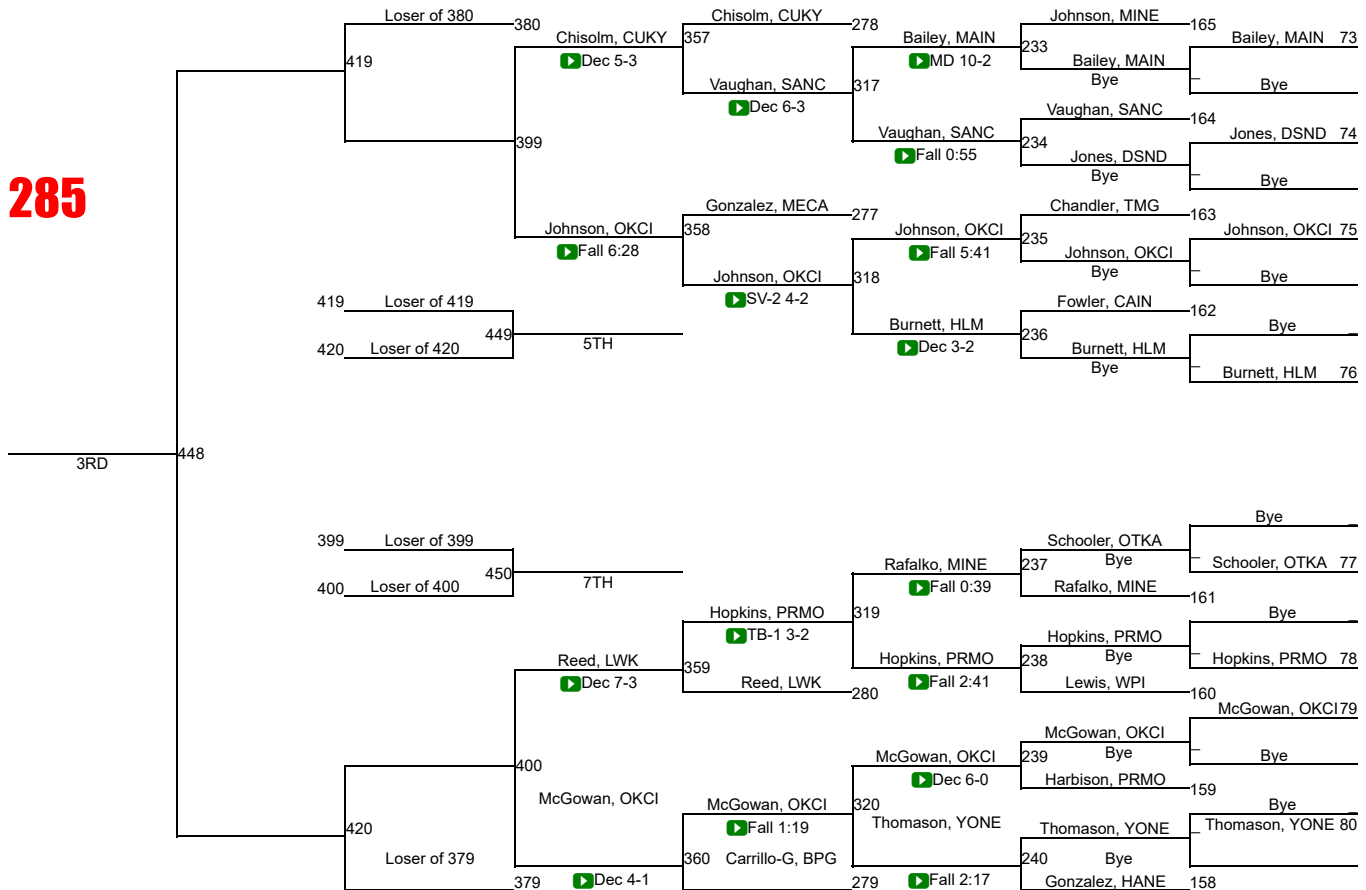 Loser of 380
380
Chisolm, CUKY
278
Johnson, MINE
165
Chisolm, CUKY
357
Bailey, MAIN
233
Bailey, MAIN 73
419
Dec 5-3
MD 10-2
Bailey, MAIN
Bye
Vaughan, SANC
317
Bye
Dec 6-3
Vaughan, SANC
164
399
Vaughan, SANC
234
Jones, DSND 74
Fall 0:55
Jones, DSND
Bye
Bye
285
Gonzalez, MECA
277
Chandler, TMG
163
Johnson, OKCI
358
Johnson, OKCI
235
Johnson, OKCI 75
Fall 6:28
Fall 5:41
Johnson, OKCI
Bye
Johnson, OKCI
318
Bye
SV-2 4-2
419
Loser of 419
Fowler, CAIN
162
449
5TH
Burnett, HLM
236
Bye
420
Loser of 420
Dec 3-2
Burnett, HLM
Bye
Burnett, HLM 76
448
3RD
Bye
399
Loser of 399
Schooler, OTKA
450
7TH
Rafalko, MINE
237
Bye
Schooler, OTKA 77
400
Loser of 400
Fall 0:39
Rafalko, MINE
161
Hopkins, PRMO
319
Bye
TB-1 3-2
Hopkins, PRMO
Reed, LWK
359
Hopkins, PRMO
238
Bye
Hopkins, PRMO 78
Dec 7-3
Reed, LWK
280
Fall 2:41
Lewis, WPI
160
McGowan, OKCI79
McGowan, OKCI
400
McGowan, OKCI
239
Bye
Bye
Dec 6-0
Harbison, PRMO
159
McGowan, OKCI
McGowan, OKCI
320
Bye
420
Fall 1:19
Thomason, YONE
Thomason, YONE
Thomason, YONE 80
Loser of 379
360
Carrillo-G, BPG
240
Bye
379
Dec 4-1
279
Fall 2:17
Gonzalez, HANE
158